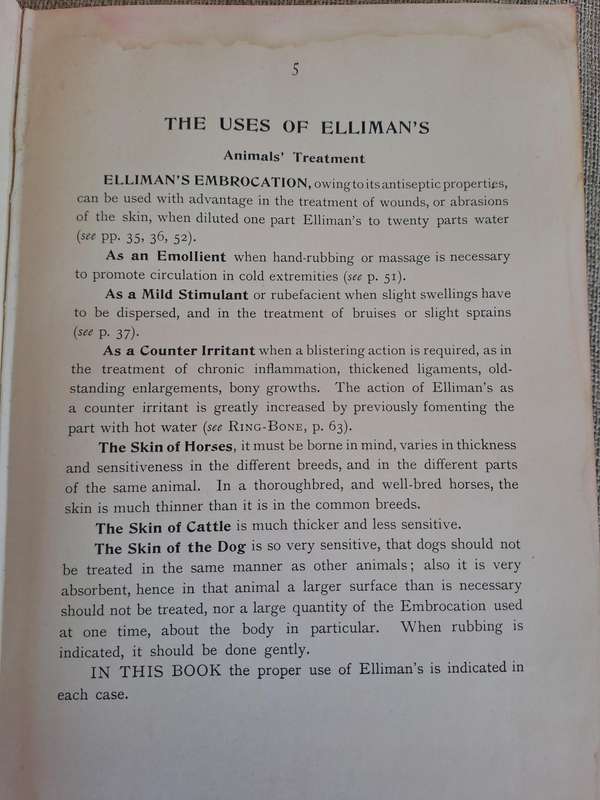 5
THE USES OF ELLIMAN'S
Animals' Treatment
ELLIMAN'S EMBROCATION, owing to its antiseptic properties,
can be used with advantage in the treatment of wounds, or abrasions
of the skin, when diluted one part Elliman's to twenty parts water
(see pp. 35, 36, 52).
As an Emollient when hand-rubbing or massage is necessary
to promote circulation in cold extremities (see p. 51).
As a Mild Stimulant or rubefacient when slight swellings have
to be dispersed, and in the treatment of bruises or slight sprains
(see p. 37).
As a Counter Irritant when a blistering action is required, as in
the treatment of chronic inflammation, thickened ligaments, old-
standing enlargements, bony growths. The action of Elliman's as
a counter irritant is greatly increased by previously fomenting the
part with hot water (see RING-BONE, p. 63).
The Skin of Horses, it must be borne in mind, varies in thickness
and sensitiveness in the different breeds, and in the different parts
of the same animal. In a thoroughbred, and well-bred horses, the
skin is much thinner than it is in the common breeds.
The Skin of Cattle is much thicker and less sensitive.
The Skin of the Dog is so very sensitive, that dogs should not
be treated in the same manner as other animals; also it is very
absorbent, hence in that animal a larger surface than is necessary
should not be treated, nor a large quantity of the Embrocation used
at one time, about the body in particular. When rubbing is
indicated, it should be done gently.
IN THIS BOOK the proper use of Elliman's is indicated in
each case.